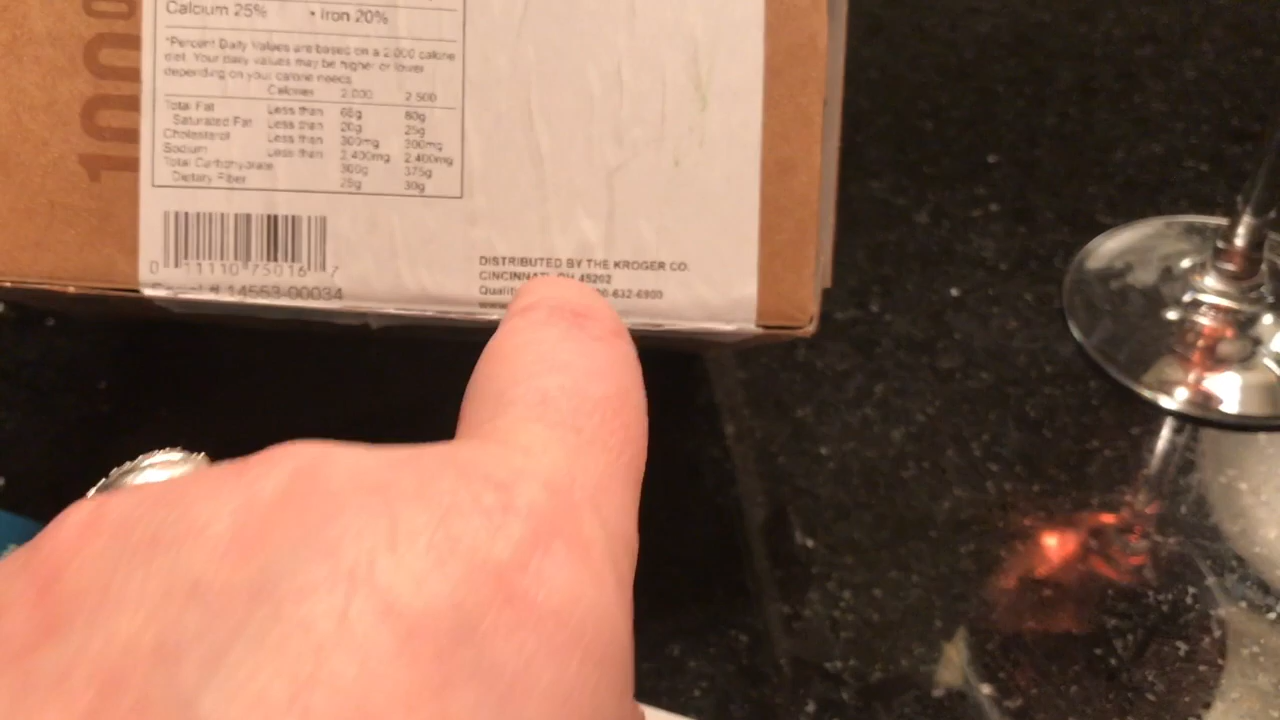 Calcium 25% • Iron 20%
*Percent Daily Values are based on a 2,000 calorie
diet. Your daily values may be higher or lower
depending on your calorie needs.
Calories 2,000 2,500
Total Fat Less than 65g 80g
Saturated Fat Less than 20g 25g
Cholesterol Less than 300mg 300mg
Sodium Less than 2,400mg 2,400mg
Total Carbohydrate 300g 375g
Dietary Fiber 25g 30g
0 11110 75016 7
14553-00034
DISTRIBUTED BY THE KROGER CO.
CINCINNATI, OH 45202
100